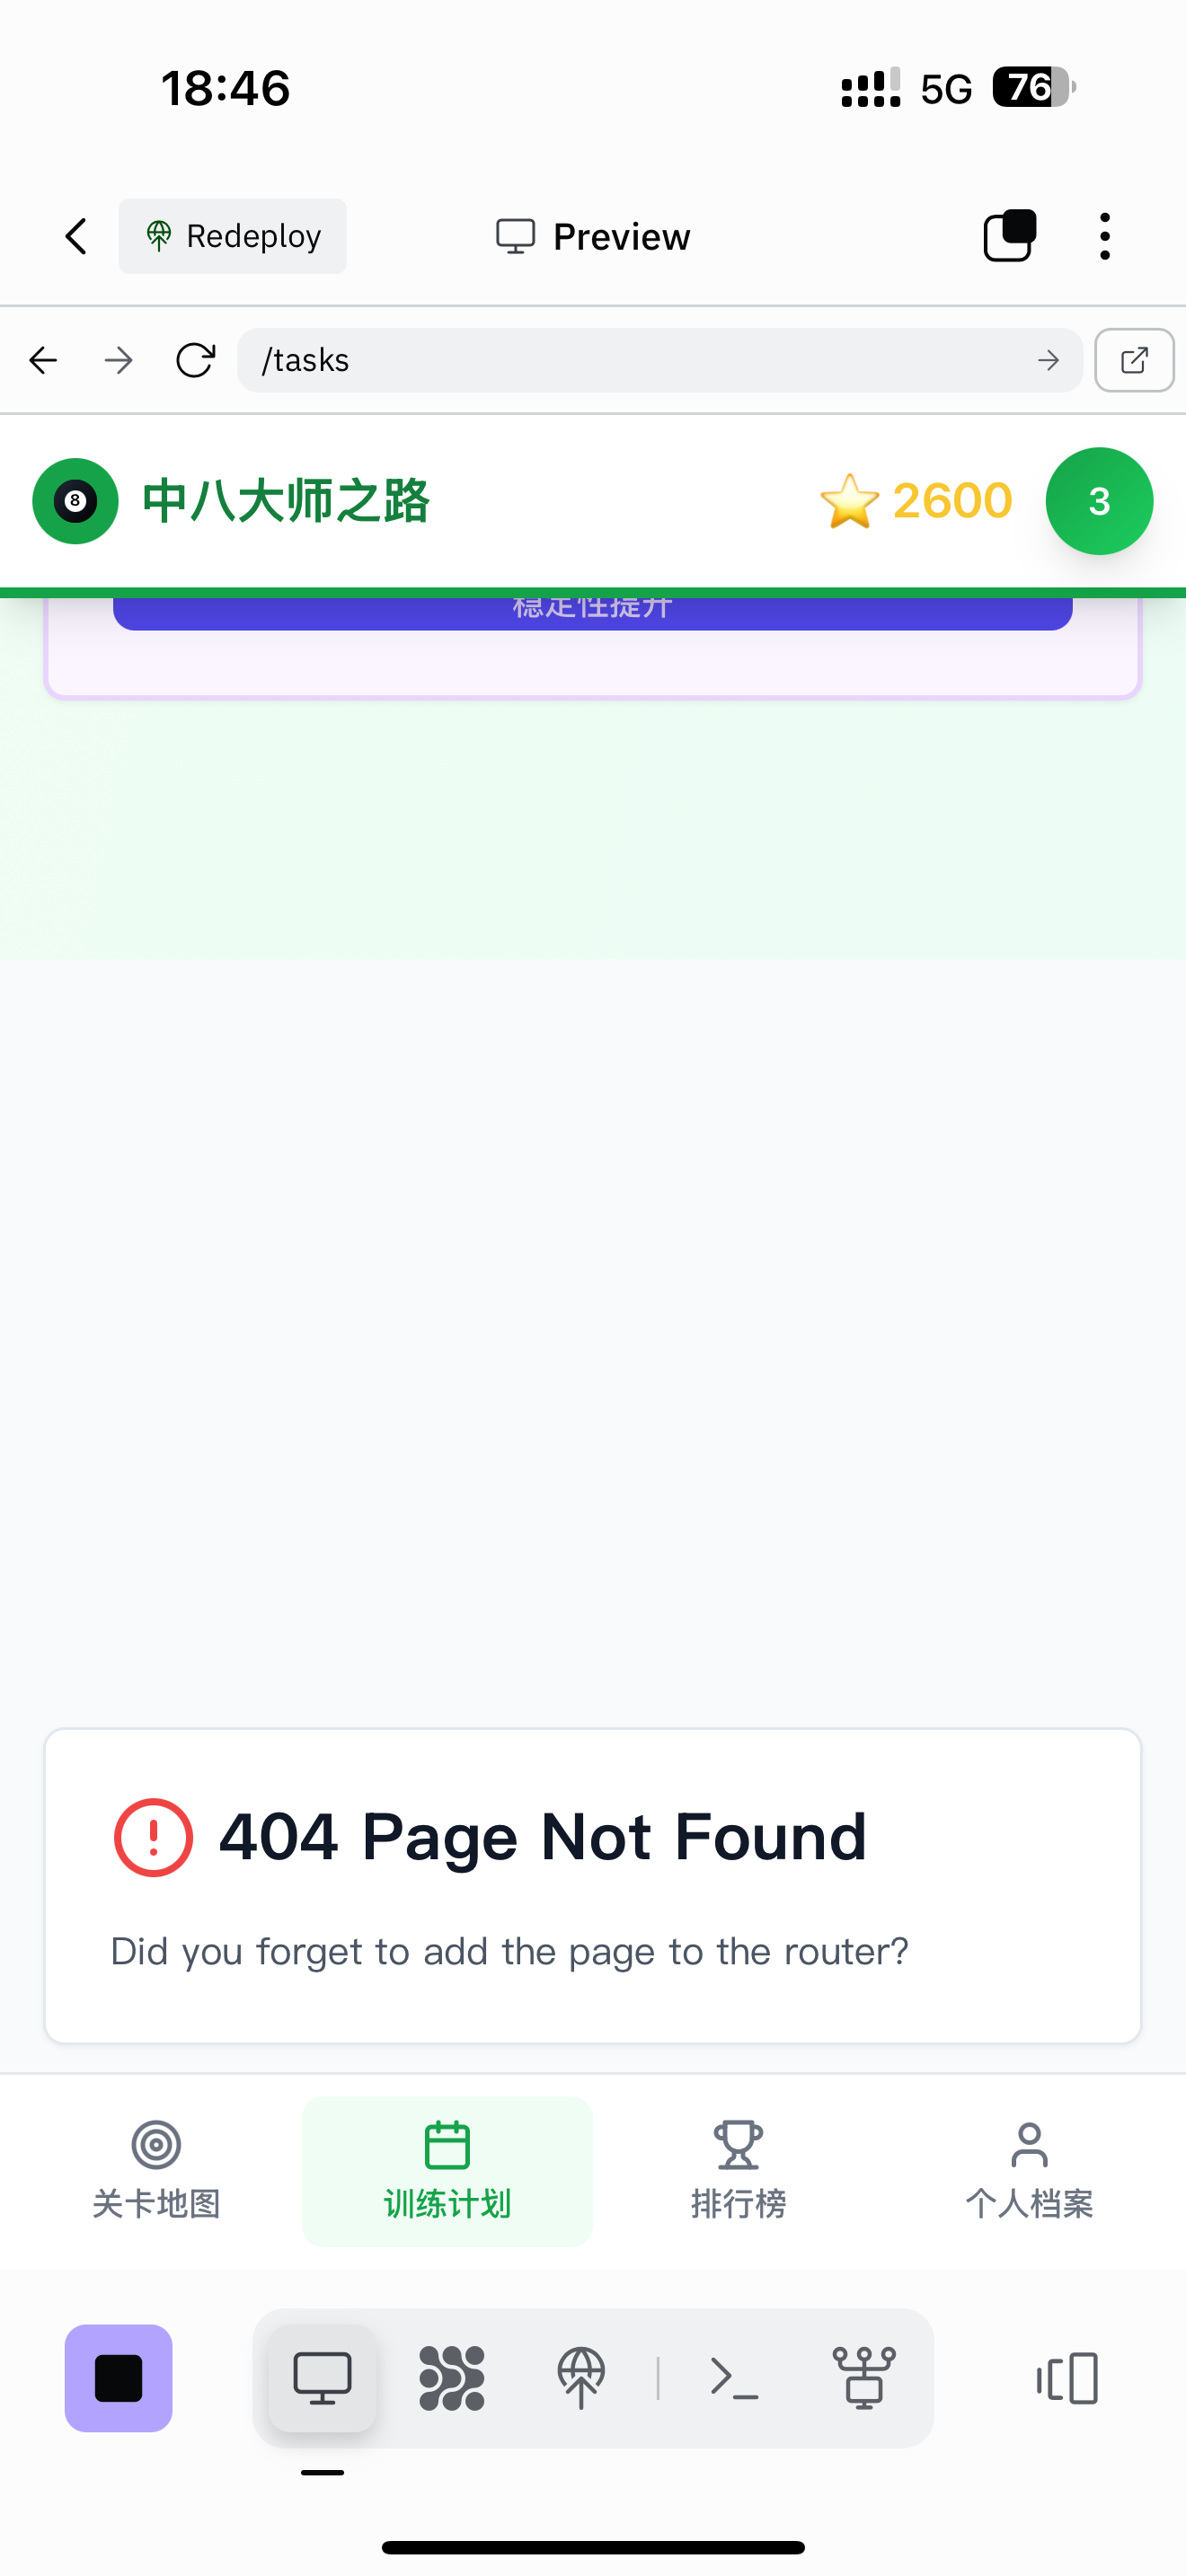 18:46
5G
76
Redeploy
Preview
/tasks
8
中八大师之路
2600
3
稳定性提升
404 Page Not Found
Did you forget to add the page to the router?
关卡地图
训练计划
排行榜
个人档案